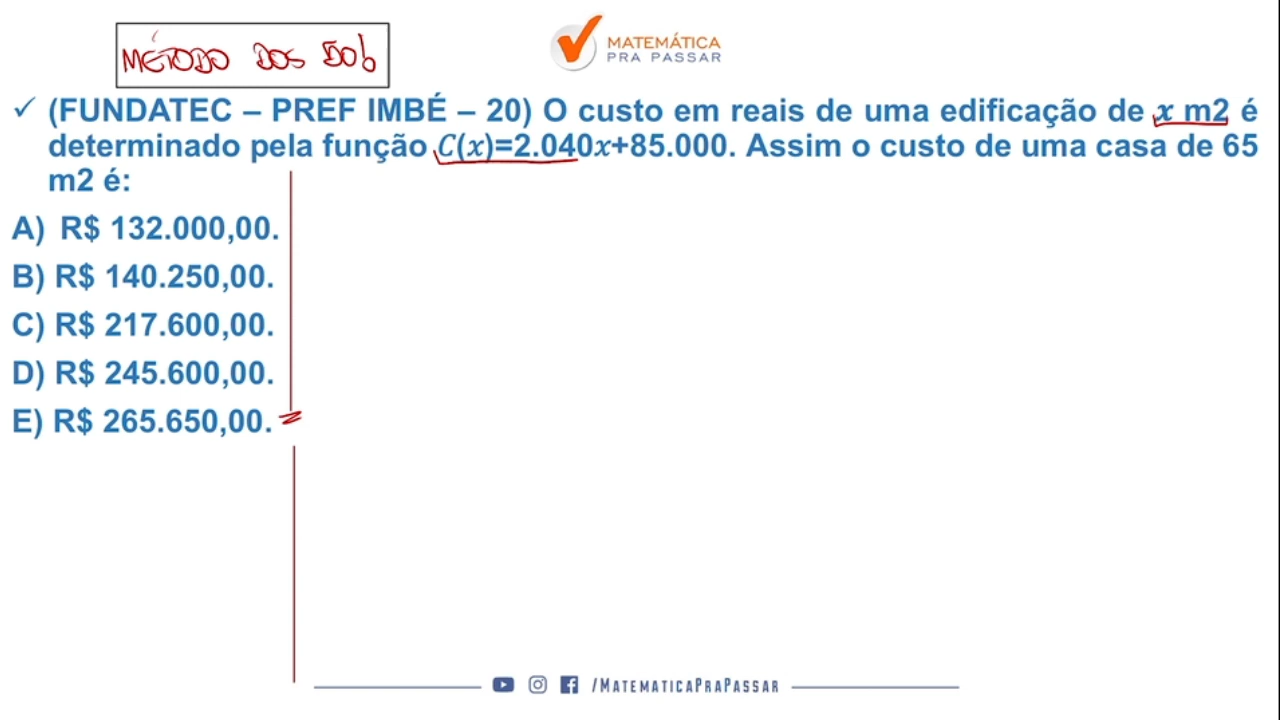 MÉTODO DOS 50!
MATEMÁTICA
PRA PASSAR
✓ (FUNDATEC – PREF IMBÉ – 20) O custo em reais de uma edificação de x m2 é
determinado pela função C(x)=2.040x+85.000. Assim o custo de uma casa de 65
m2 é:
A) R$ 132.000,00.
B) R$ 140.250,00.
C) R$ 217.600,00.
D) R$ 245.600,00.
E) R$ 265.650,00.
/MATEMATICAPRAPASSAR